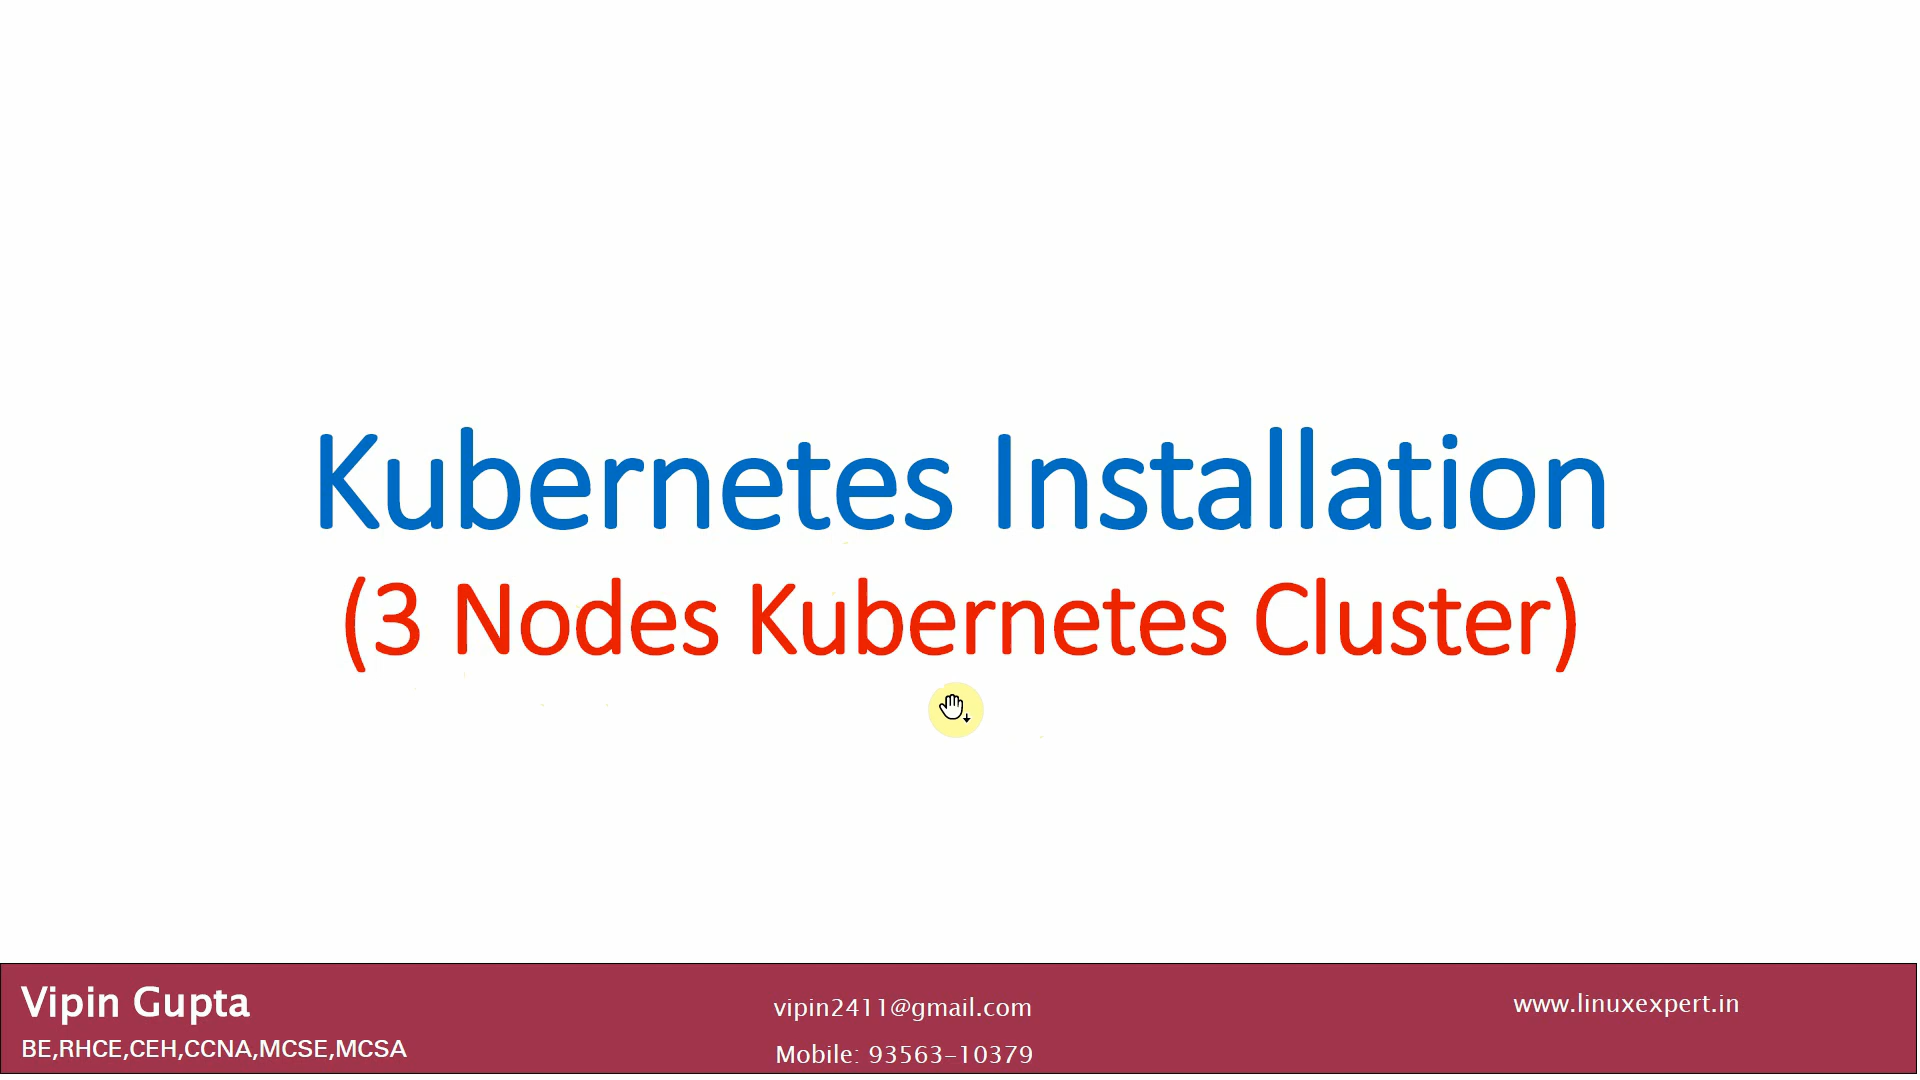 Kubernetes Installation
(3 Nodes Kubernetes Cluster)
Vipin Gupta
BE,RHCE,CEH,CCNA,MCSE,MCSA
vipin2411@gmail.com
Mobile: 93563-10379
www.linuxexpert.in